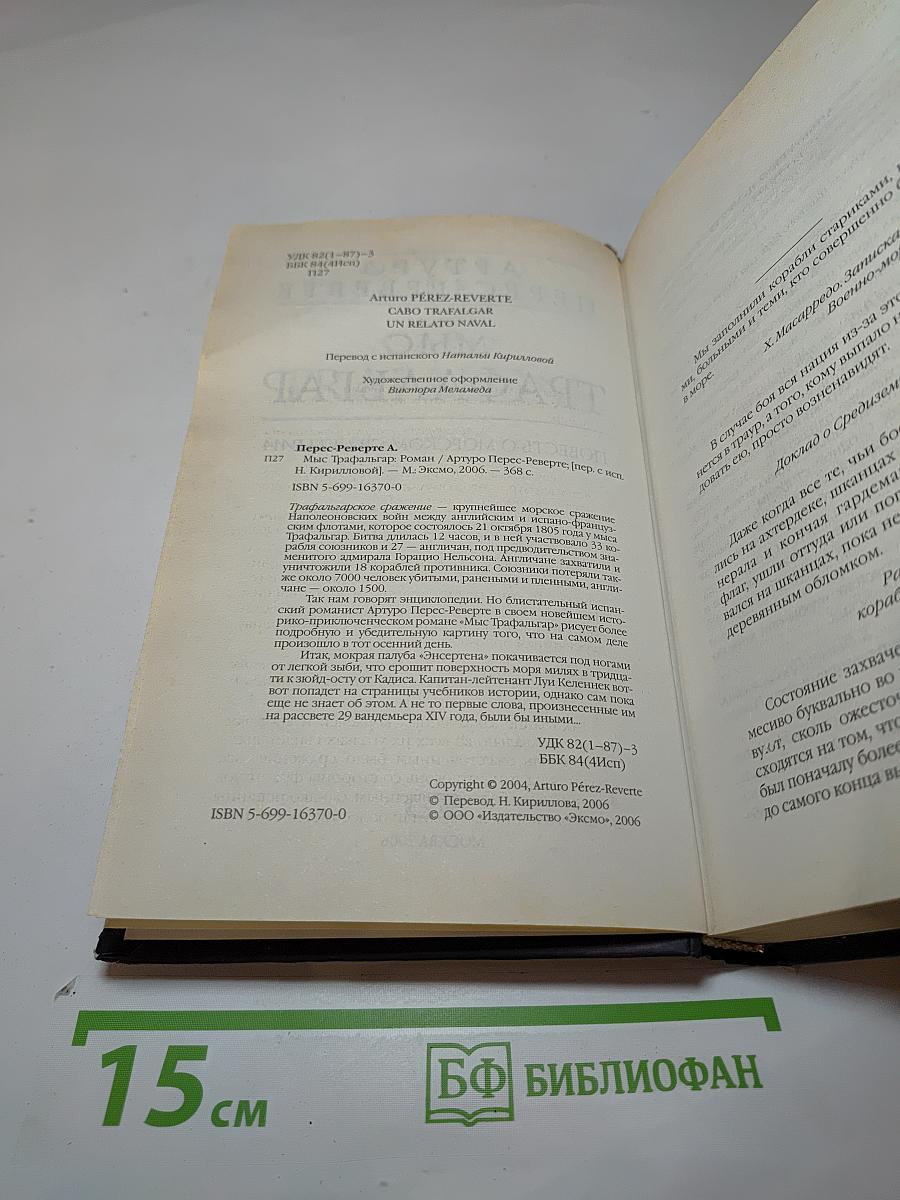 УДК 82(1–87)–3
ББК 84(4Исп)
П27
Arturo PÉREZ-REVERTE
CABO TRAFALGAR
UN RELATO NAVAL
Перевод с испанского Натальи Кирилловой
Художественное оформление
Виктора Меламеда
Перес-Реверте А.
П27 Мыс Трафальгар: Роман / Артуро Перес-Реверте; [пер. с исп.
Н. Кирилловой]. — М.: Эксмо, 2006. — 368 с.
ISBN 5-699-16370-0
Трафальгарское сражение — крупнейшее морское сражение
Наполеоновских войн между английским и испано-француз-
ским флотами, которое состоялось 21 октября 1805 года у мыса
Трафальгар. Битва длилась 12 часов, и в ней участвовало 33 ко-
рабля союзников и 27 — англичан, под предводительством зна-
менитого адмирала Горацио Нельсона. Англичане захватили и
уничтожили 18 кораблей противника. Союзники потеряли так-
же около 7000 человек убитыми, ранеными и пленными, англи-
чане — около 1500.
Так нам говорят энциклопедии. Но блистательный испан-
ский романист Артуро Перес-Реверте в своем новейшем исто-
рико-приключенческом романе «Мыс Трафальгар» рисует более
подробную и убедительную картину того, что на самом деле
произошло в тот осенний день.
Итак, мокрая палуба «Энсертена» покачивается под ногами
от легкой зыби, что ерошит поверхность моря милях в тридца-
ти к зюйд-осту от Кадиса. Капитан-лейтенант Луи Келеннек вот-
вот попадет на страницы учебников истории, однако сам пока
еще не знает об этом. А не то первые слова, произнесенные им
на рассвете 29 вандемьера XIV года, были бы иными...
УДК 82(1–87)–3
ББК 84(4Исп)
Copyright © 2004, Arturo Pérez-Reverte
© Перевод. Н. Кириллова, 2006
ISBN 5-699-16370-0 © ООО «Издательство «Эксмо», 2006
Мы заполнили корабли стариками,
ми, больными и теми, кто совершенно
в море.
Х. Масарредо. Записка
Военно-мор
В случае боя вся нация из-за это
нется в траур, а того, кому выпало
довать ею, просто возненавидят.
Доклад о Средизем
Даже когда все те, чьи бое
лись на ахтердеке, шканцах
нерала и кончая гардема
флаг, ушли оттуда или пог
вался на шканцах, пока не
деревянным обломком.
Ра
кораб
Состояние захваче
месиво буквально во
вуют, сколь ожесточ
сходятся на том, что
был поначалу более
до самого конца вы
15 см
БФ БИБЛИОФАН